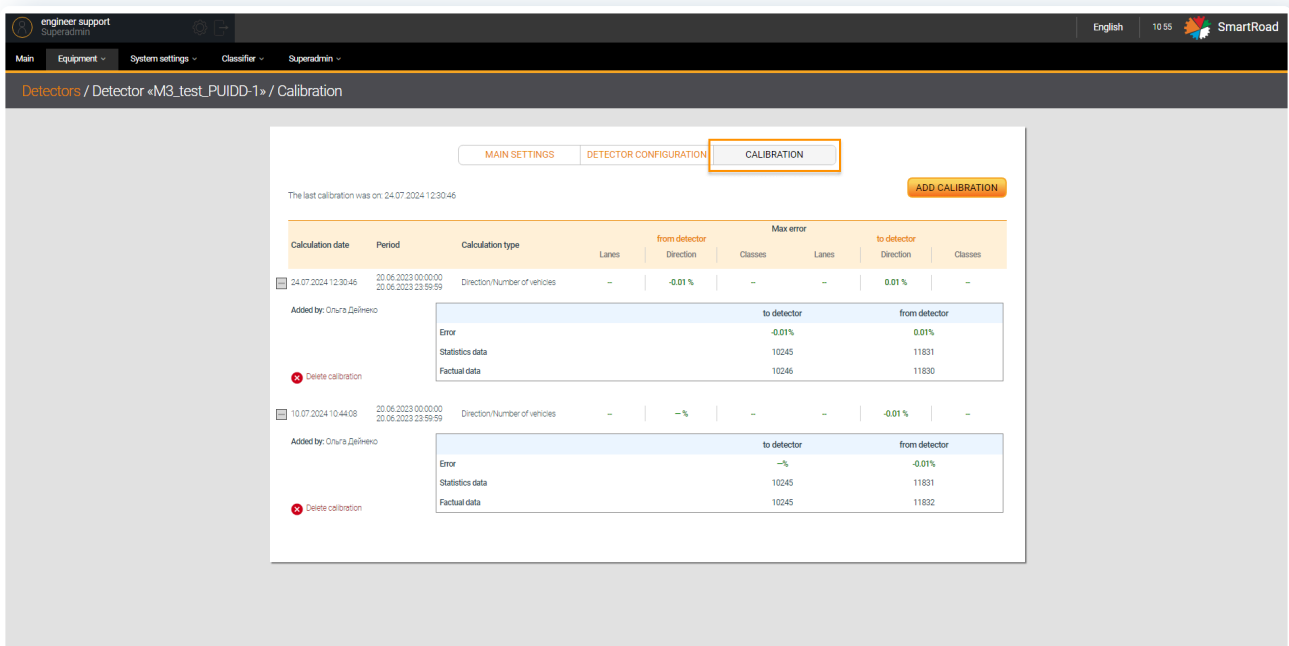 engineer support
Superadmin
English
10 55
SmartRoad
Main
Equipment
System settings
Classifier
Superadmin
Detectors / Detector «M3_test_PUIDD-1» / Calibration
MAIN SETTINGS
DETECTOR CONFIGURATION
CALIBRATION
The last calibration was on: 24.07.2024 12:30:46
ADD CALIBRATION
Max error
Calculation date Period Calculation type from detector to detector
Lanes Direction Classes Lanes Direction Classes
24.07.2024 12:30:46 20.06.2023 00:00:00 Direction/Number of vehicles – -0.01 % – – 0.01 % –
20.06.2023 23:59:59
Added by: Ольга Дейнеко
to detector from detector
Error -0.01% 0.01%
Statistics data 10245 11831
Factual data 10246 11830
Delete calibration
10.07.2024 10:44:08 20.06.2023 00:00:00 Direction/Number of vehicles – – % – – -0.01 % –
20.06.2023 23:59:59
Added by: Ольга Дейнеко
to detector from detector
Error –% -0.01%
Statistics data 10245 11831
Factual data 10245 11832
Delete calibration